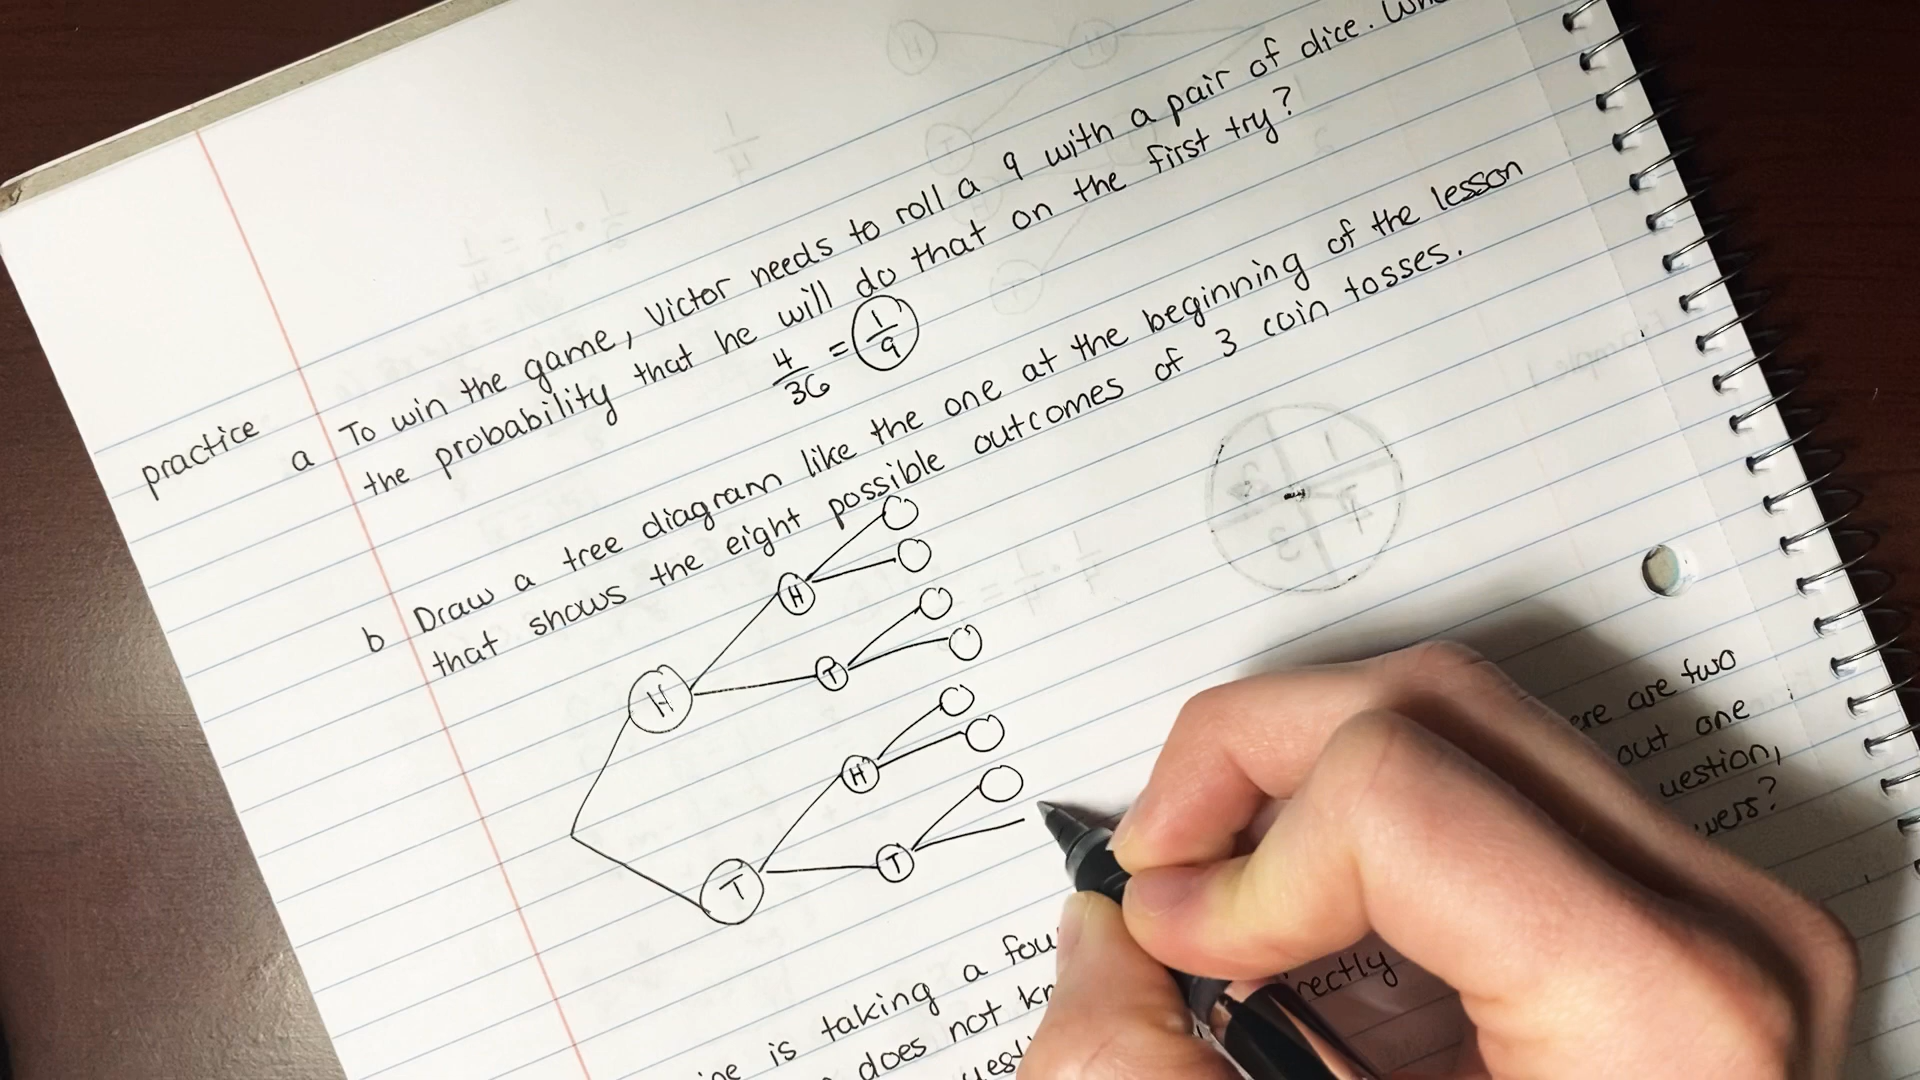 To win the game, Victor needs to roll a 9 with a pair of dice.
practice a the probability that he will do that on the first try?
4/36 = 1/9
b Draw a tree diagram like the one at the beginning of the lesson
that shows the eight possible outcomes of 3 coin tosses.
H
T
H
T
H
T
ere are two
out one
uestion,
wers?
is taking a fou
does not kn
rectly